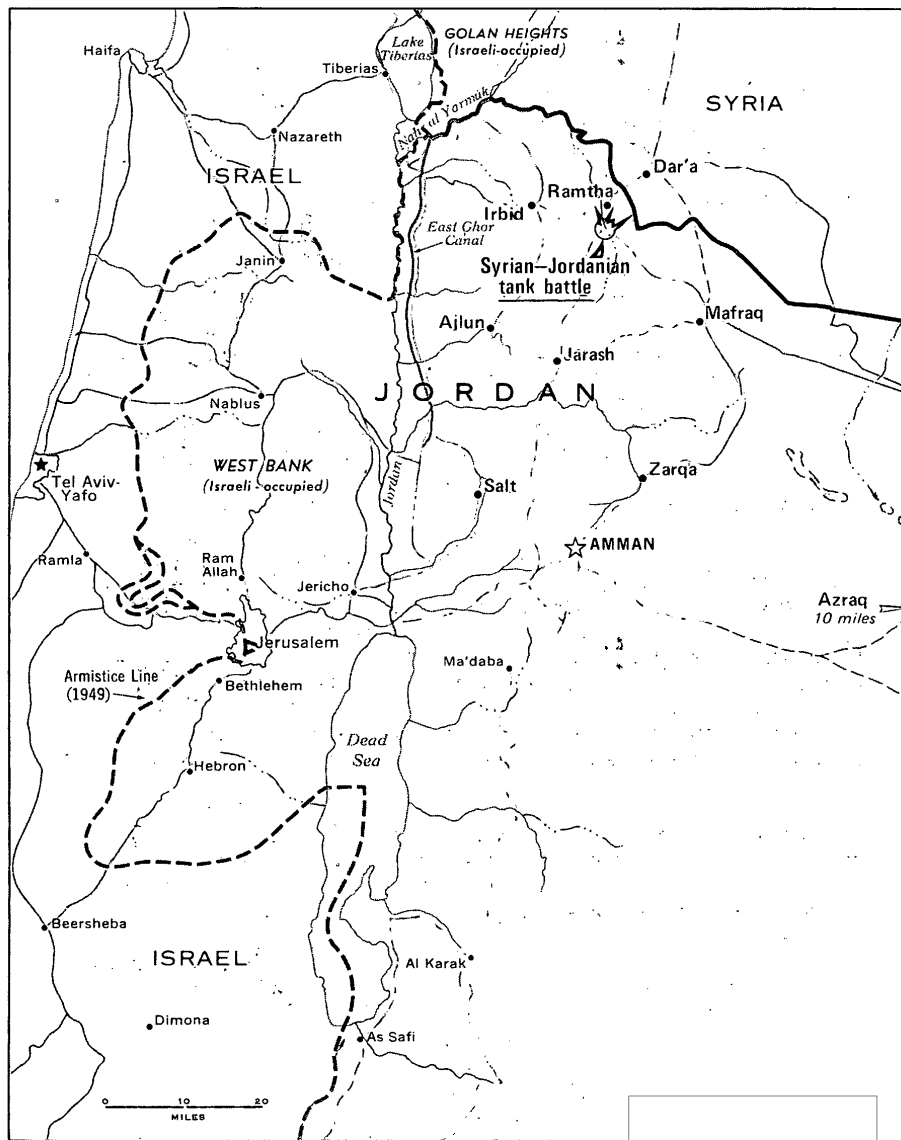 GOLAN HEIGHTS
(Israeli-occupied)
Lake
Tiberias
Haifa
Tiberias
SYRIA
Nahr al Yarmūk
Nazareth
ISRAEL
Dar'a
Ramtha
Irbid
East Ghor
Canal
Janin
Syrian–Jordanian
tank battle
Mafraq
Ajlun
Jarash
JORDAN
Nablus
WEST BANK
(Israeli-occupied)
Jordan
Zarqa
Salt
Tel Aviv-
Yafo
AMMAN
Ramla
Ram
Allah
Jericho
Azraq
10 miles
Jerusalem
Ma'daba
Armistice Line
(1949)
Bethlehem
Dead
Sea
Hebron
Beersheba
ISRAEL
Al Karak
Dimona
As Safi
0 10 20
MILES